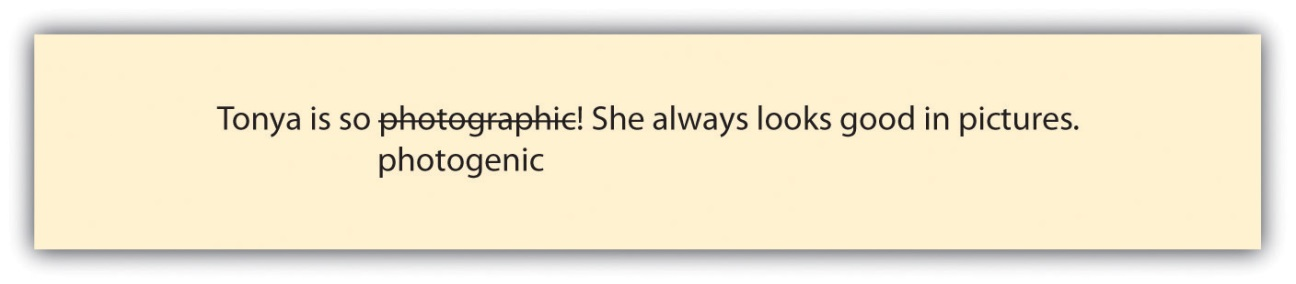 Tonya is so photographic! She always looks good in pictures.
photogenic